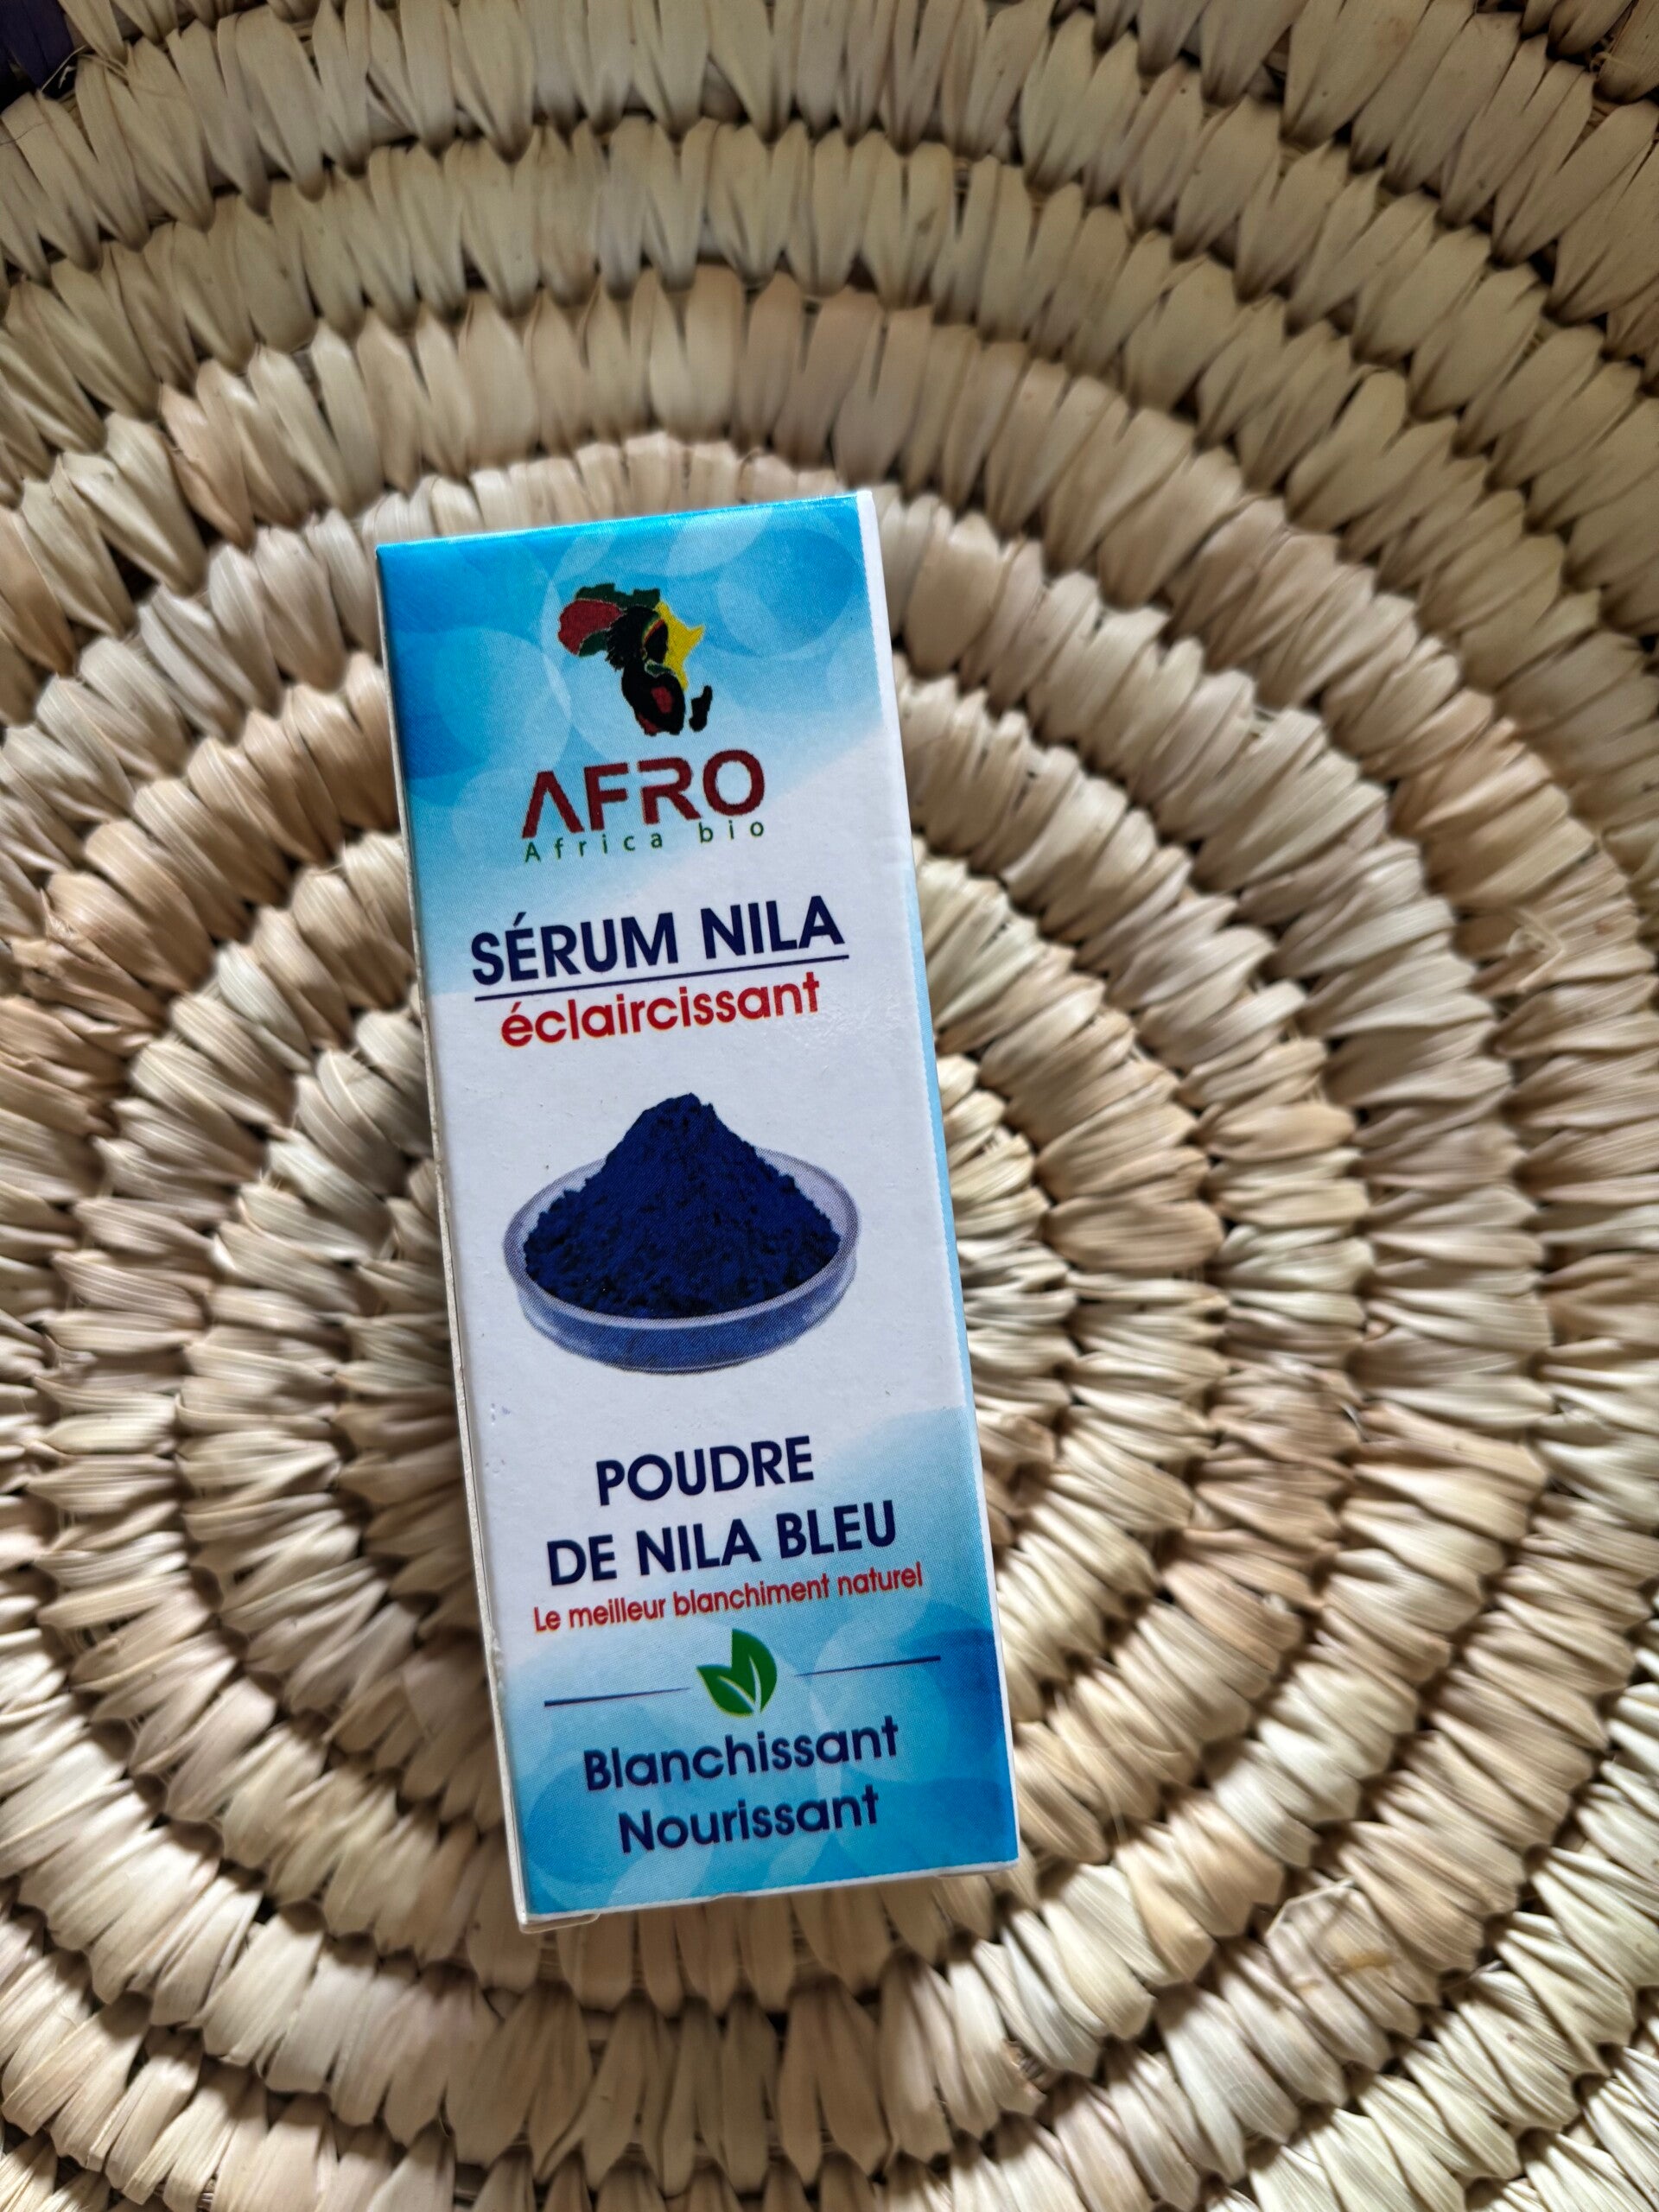 AFRO
Africa bio
SÉRUM NILA
éclaircissant
POUDRE
DE NILA BLEU
Le meilleur blanchiment naturel
Blanchissant
Nourissant